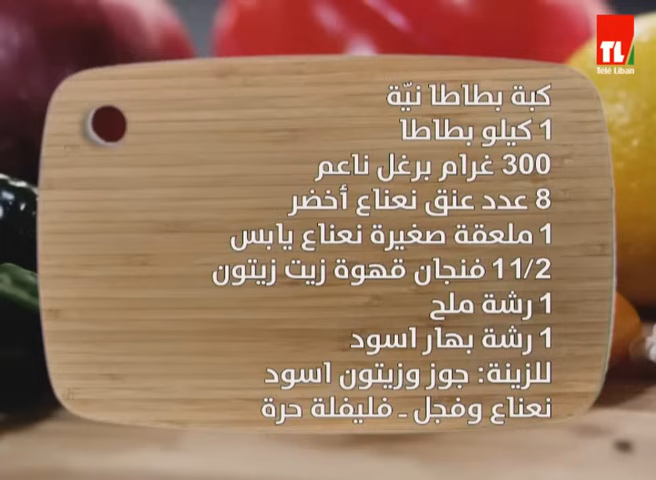 TL
Télé Liban
كبة بطاطا نيّة
1 كيلو بطاطا
300 غرام برغل ناعم
8 عدد عنق نعناع أخضر
1 ملعقة صغيرة نعناع يابس
11/2 فنجان قهوة زيت زيتون
1 رشة ملح
1 رشة بهار اسود
للزينة: جوز وزيتون اسود
نعناع وفجل - فليفلة حرة